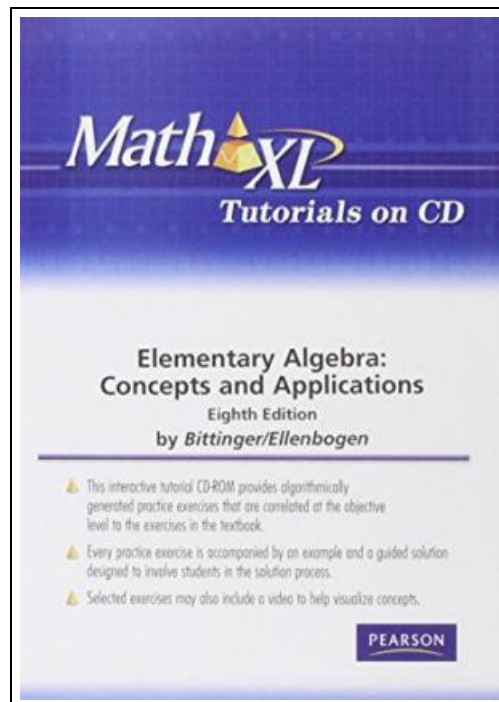 Math XL
Tutorials on CD
Elementary Algebra:
Concepts and Applications
Eighth Edition
by Bittinger/Ellenbogen
This interactive tutorial CD-ROM provides algorithmically
generated practice exercises that are correlated at the objective
level to the exercises in the textbook.
Every practice exercise is accompanied by an example and a guided solution
designed to involve students in the solution process.
Selected exercises may also include a video to help visualize concepts.
PEARSON